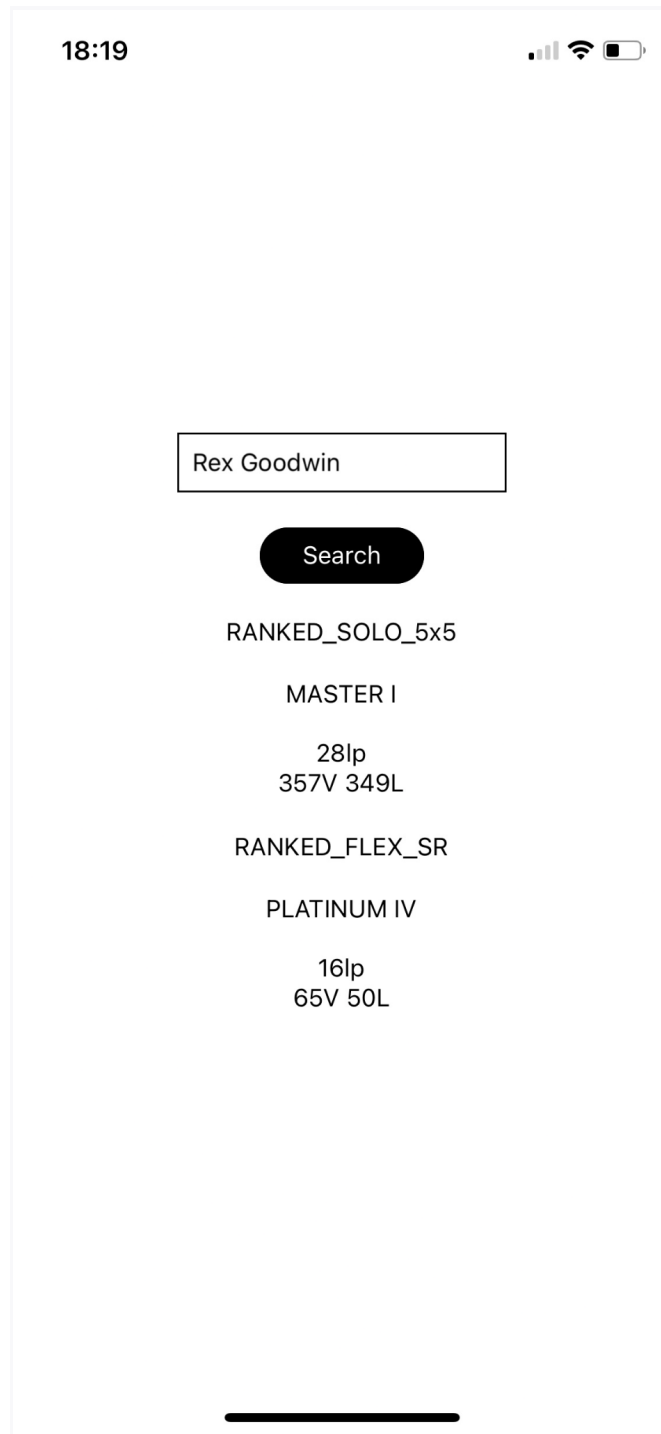 18:19
Rex Goodwin
Search
RANKED_SOLO_5x5
MASTER I
28lp
357V 349L
RANKED_FLEX_SR
PLATINUM IV
16lp
65V 50L